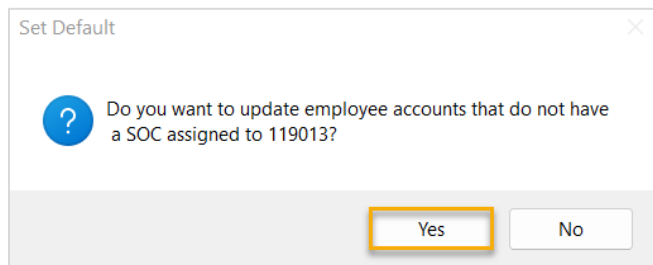 Set Default
?
Do you want to update employee accounts that do not have
a SOC assigned to 119013?
Yes
No